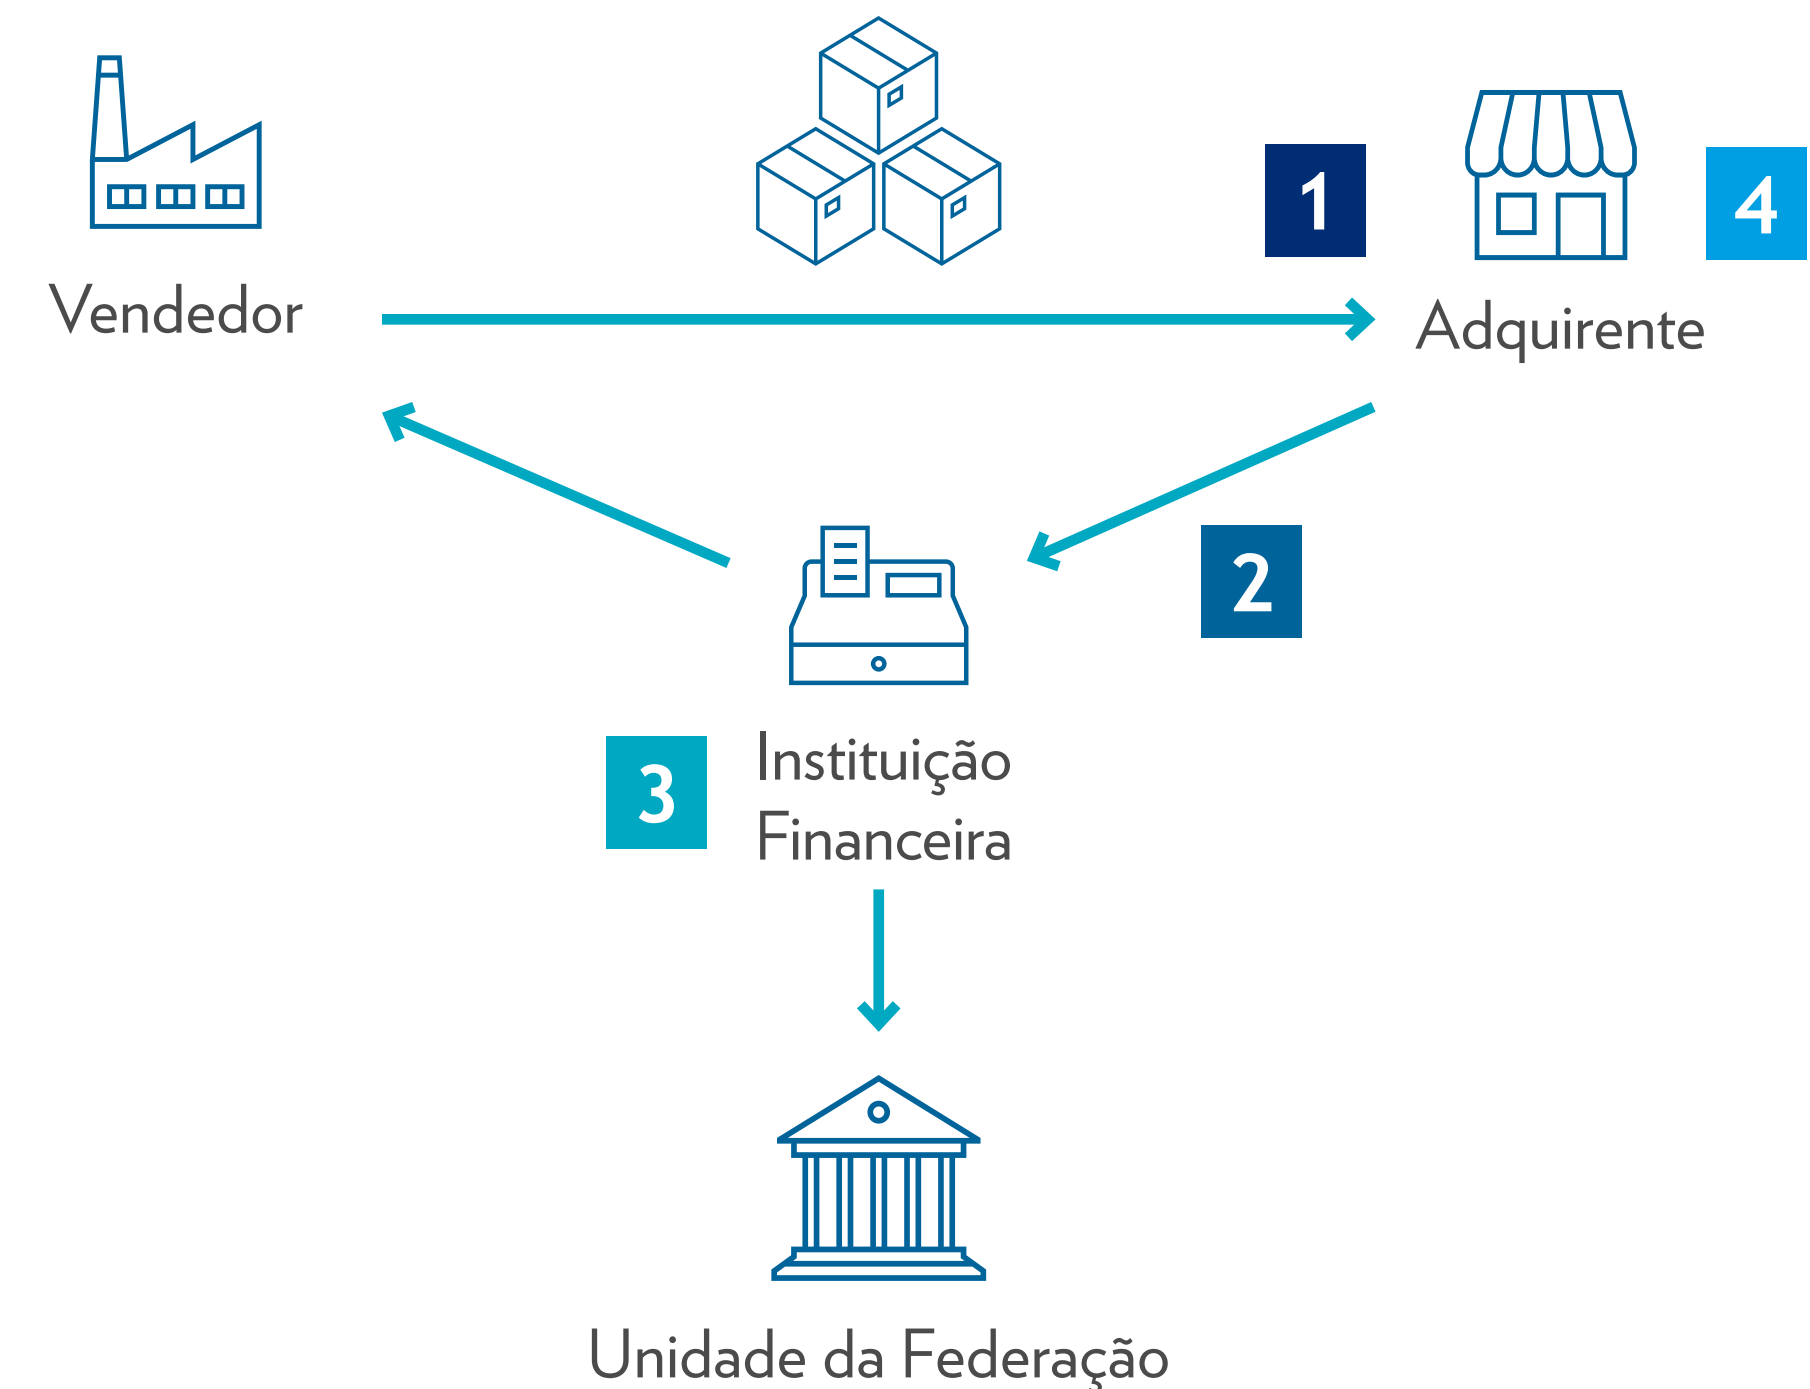 1
4
Vendedor
Adquirente
2
3
Instituição
Financeira
Unidade da Federação